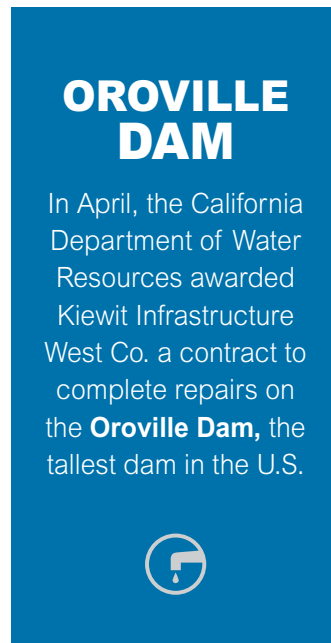 OROVILLE
DAM
In April, the California
Department of Water
Resources awarded
Kiewit Infrastructure
West Co. a contract to
complete repairs on
the Oroville Dam, the
tallest dam in the U.S.